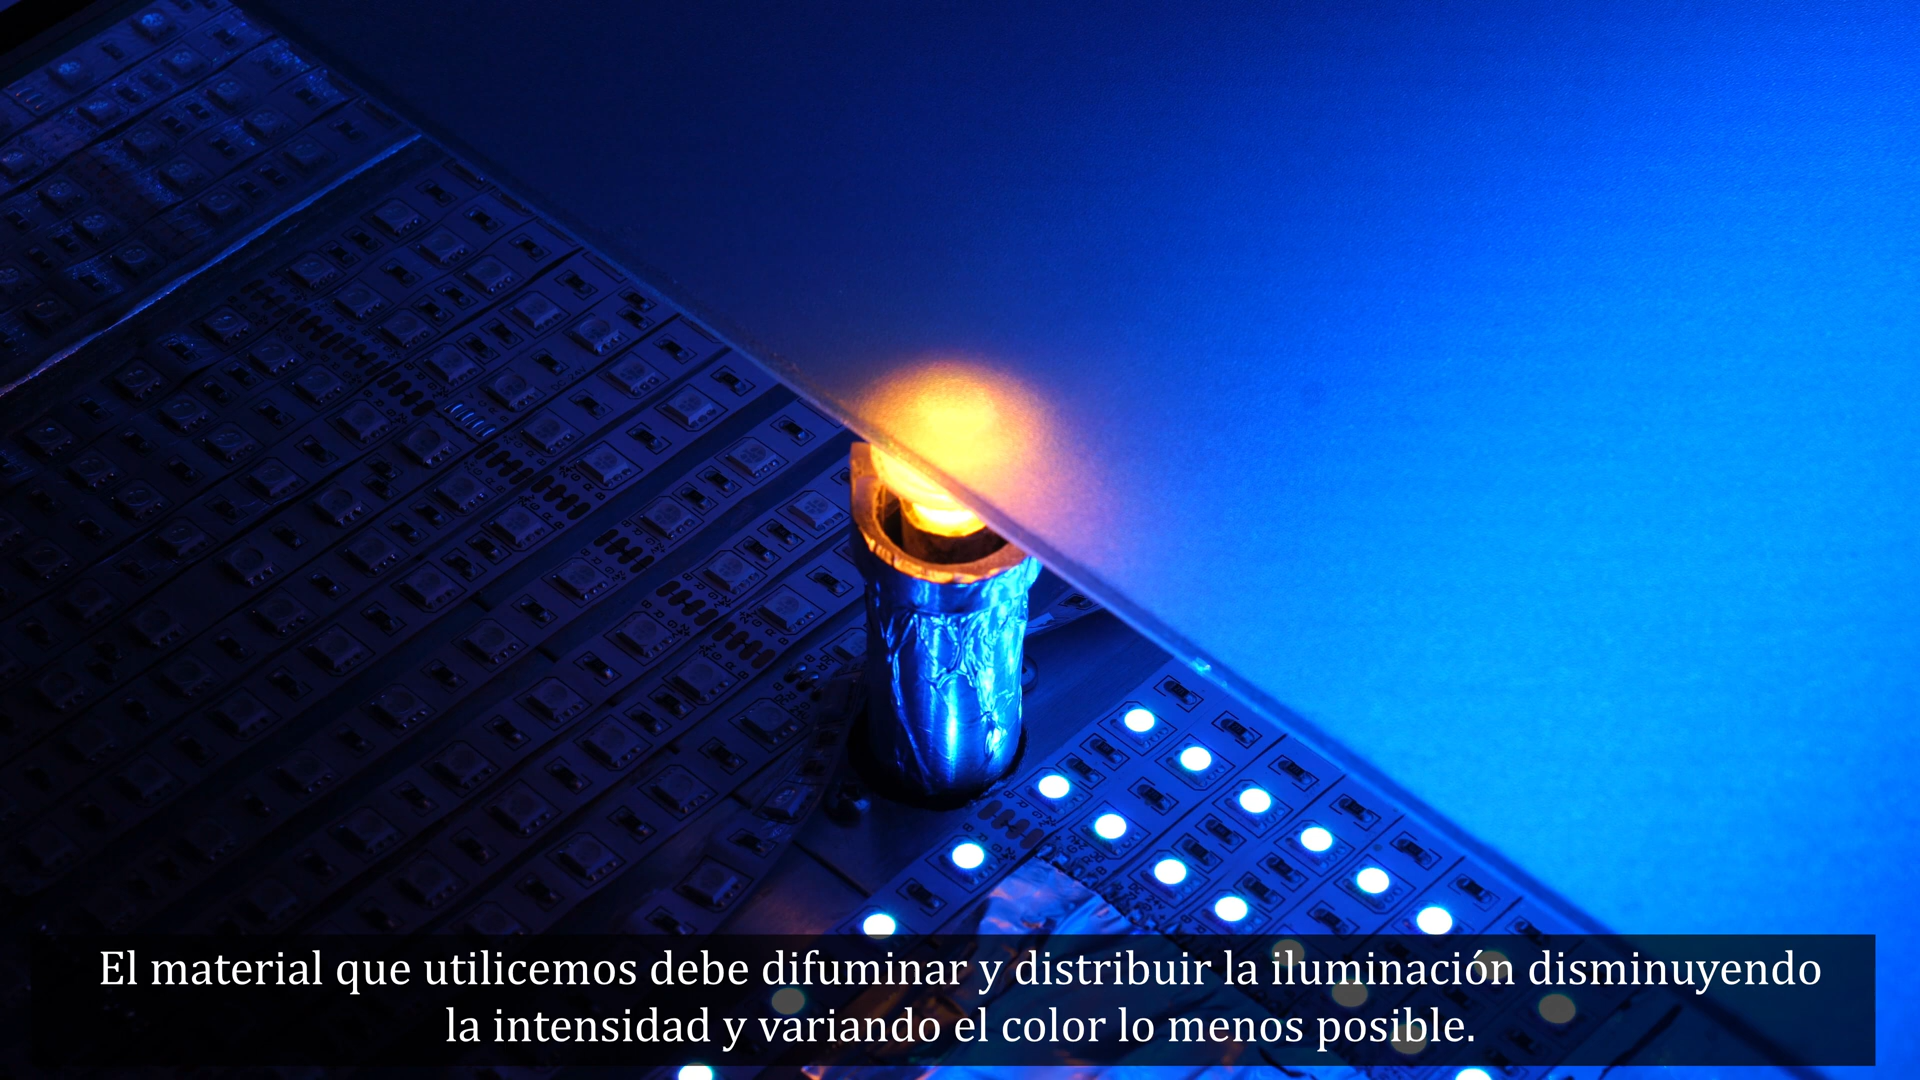 El material que utilicemos debe difuminar y distribuir la iluminación disminuyendo
la intensidad y variando el color lo menos posible.